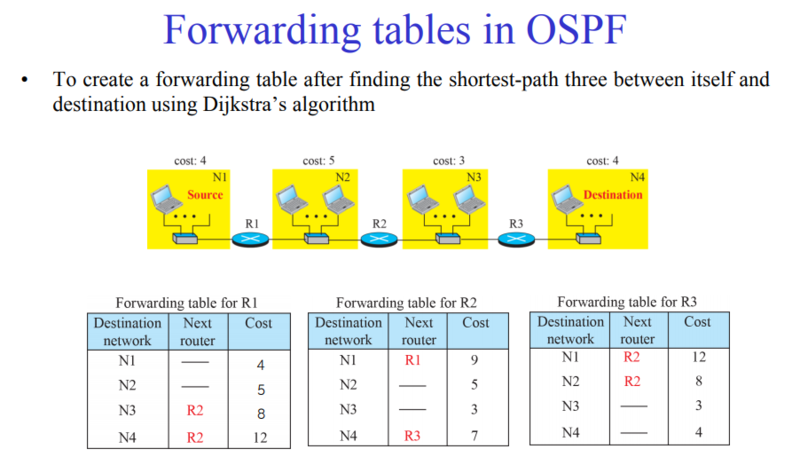 Forwarding tables in OSPF
• To create a forwarding table after finding the shortest-path three between itself and
destination using Dijkstra's algorithm
cost: 4 cost: 5 cost: 3 cost: 4
N1 N2 N3 N4
Source Destination
R1 R2 R3
Forwarding table for R1
Destination network Next router Cost
N1 — 4
N2 — 5
N3 R2 8
N4 R2 12
Forwarding table for R2
Destination network Next router Cost
N1 R1 9
N2 — 5
N3 — 3
N4 R3 7
Forwarding table for R3
Destination network Next router Cost
N1 R2 12
N2 R2 8
N3 — 3
N4 — 4